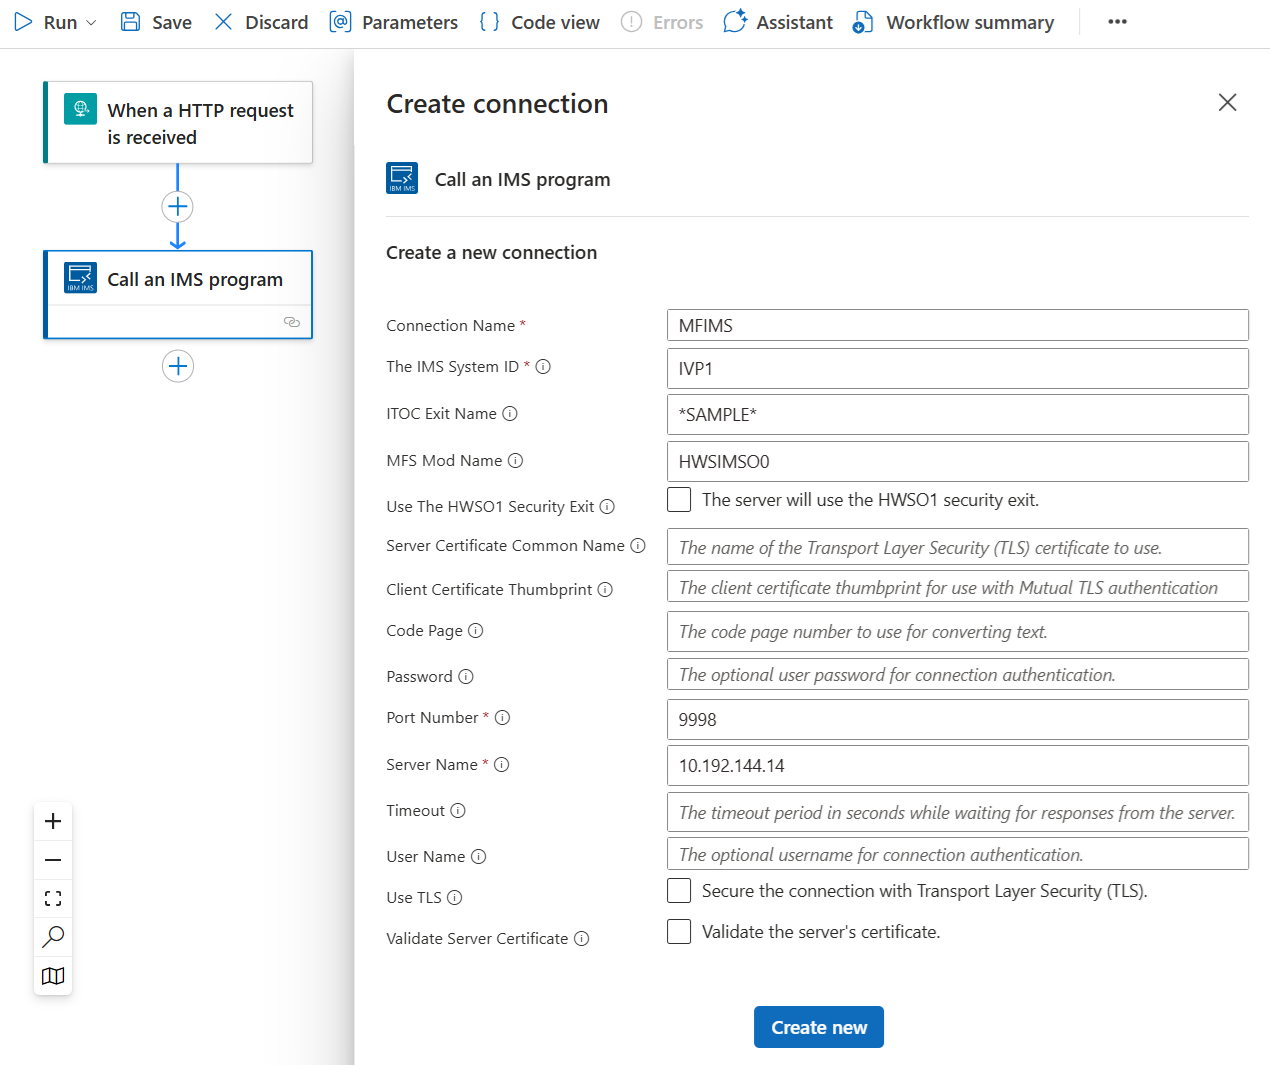 Run Save Discard Parameters Code view Errors Assistant Workflow summary
When a HTTP request
is received
IBM IMS
Call an IMS program
Create connection
IBM IMS
Call an IMS program
Create a new connection
Connection Name * MFIMS
The IMS System ID * IVP1
ITOC Exit Name *SAMPLE*
MFS Mod Name HWSIMSO0
Use The HWSO1 Security Exit The server will use the HWSO1 security exit.
Server Certificate Common Name The name of the Transport Layer Security (TLS) certificate to use.
Client Certificate Thumbprint The client certificate thumbprint for use with Mutual TLS authentication
Code Page The code page number to use for converting text.
Password The optional user password for connection authentication.
Port Number * 9998
Server Name * 10.192.144.14
Timeout The timeout period in seconds while waiting for responses from the server.
User Name The optional username for connection authentication.
Use TLS Secure the connection with Transport Layer Security (TLS).
Validate Server Certificate Validate the server's certificate.
Create new